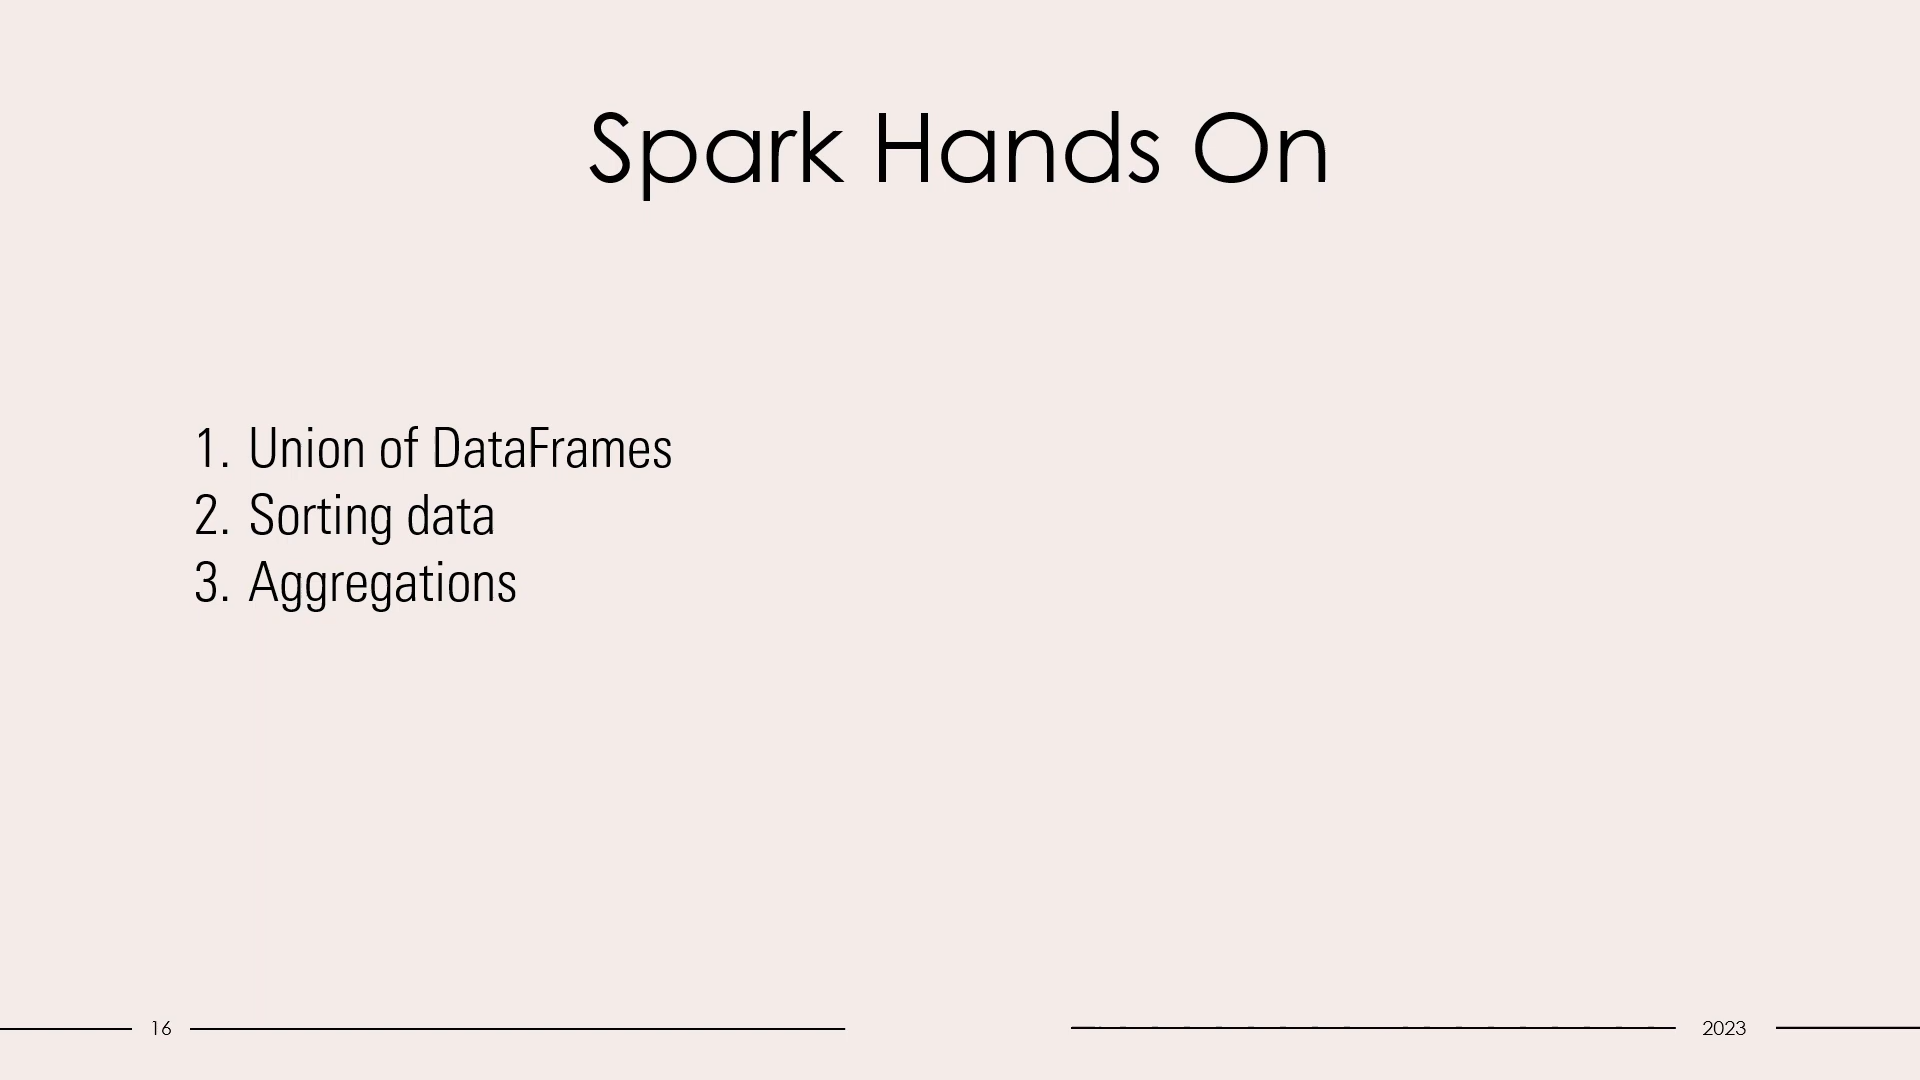 Spark Hands On
1. Union of DataFrames
2. Sorting data
3. Aggregations
16
2023